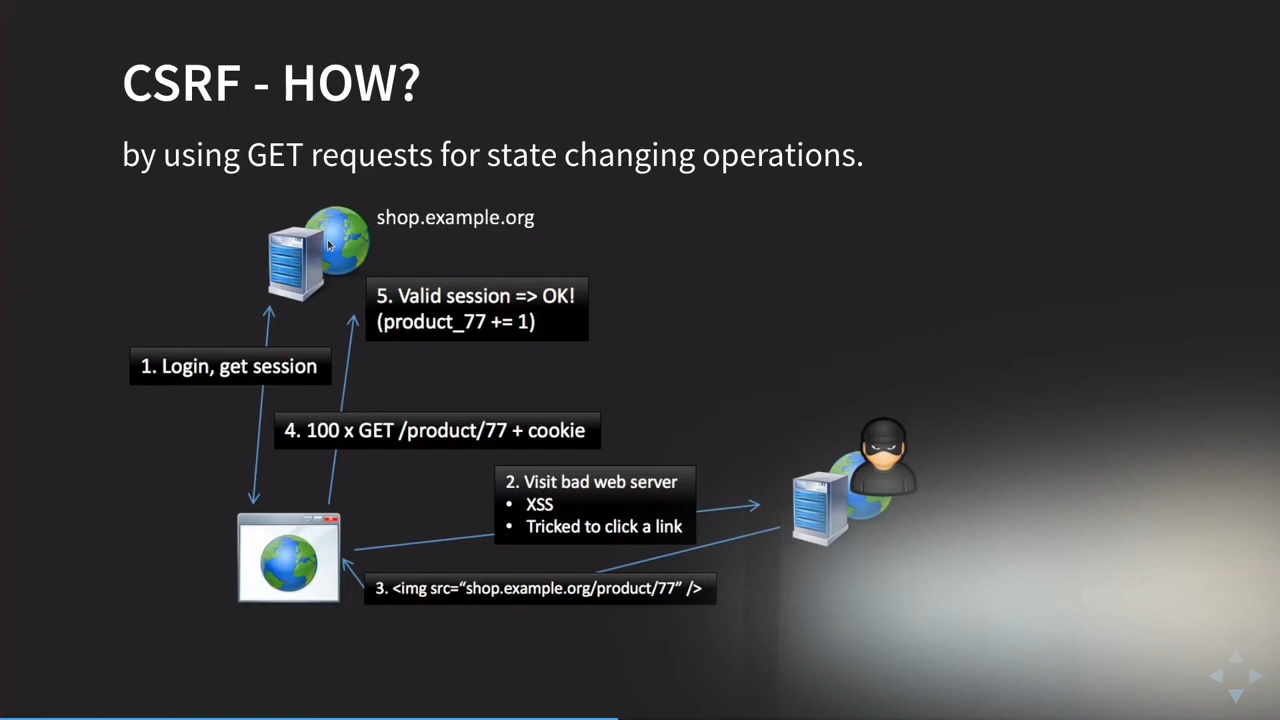 CSRF - HOW?
by using GET requests for state changing operations.
shop.example.org
5. Valid session => OK!
(product_77 += 1)
1. Login, get session
4. 100 x GET /product/77 + cookie
2. Visit bad web server
• XSS
• Tricked to click a link
3. <img src=“shop.example.org/product/77” />